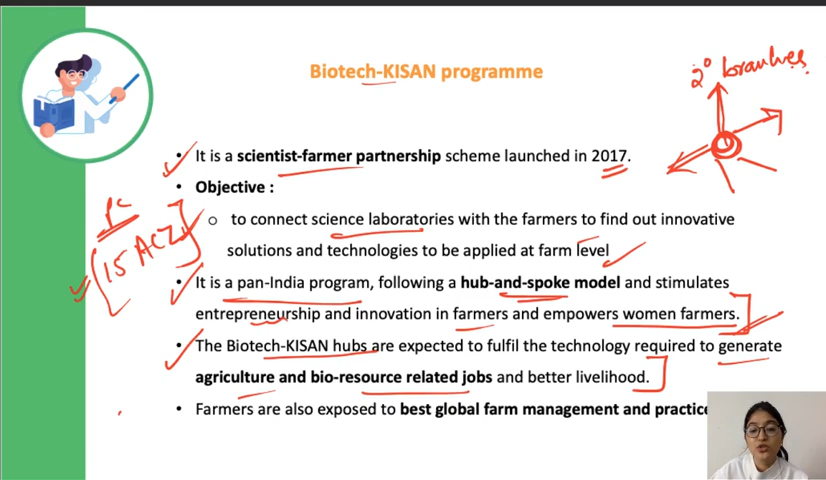 Biotech-KISAN programme
2° branches
• It is a scientist-farmer partnership scheme launched in 2017.
• Objective :
o to connect science laboratories with the farmers to find out innovative
solutions and technologies to be applied at farm level
15 ACZ
• It is a pan-India program, following a hub-and-spoke model and stimulates
entrepreneurship and innovation in farmers and empowers women farmers.
• The Biotech-KISAN hubs are expected to fulfil the technology required to generate
agriculture and bio-resource related jobs and better livelihood.
• Farmers are also exposed to best global farm management and practice